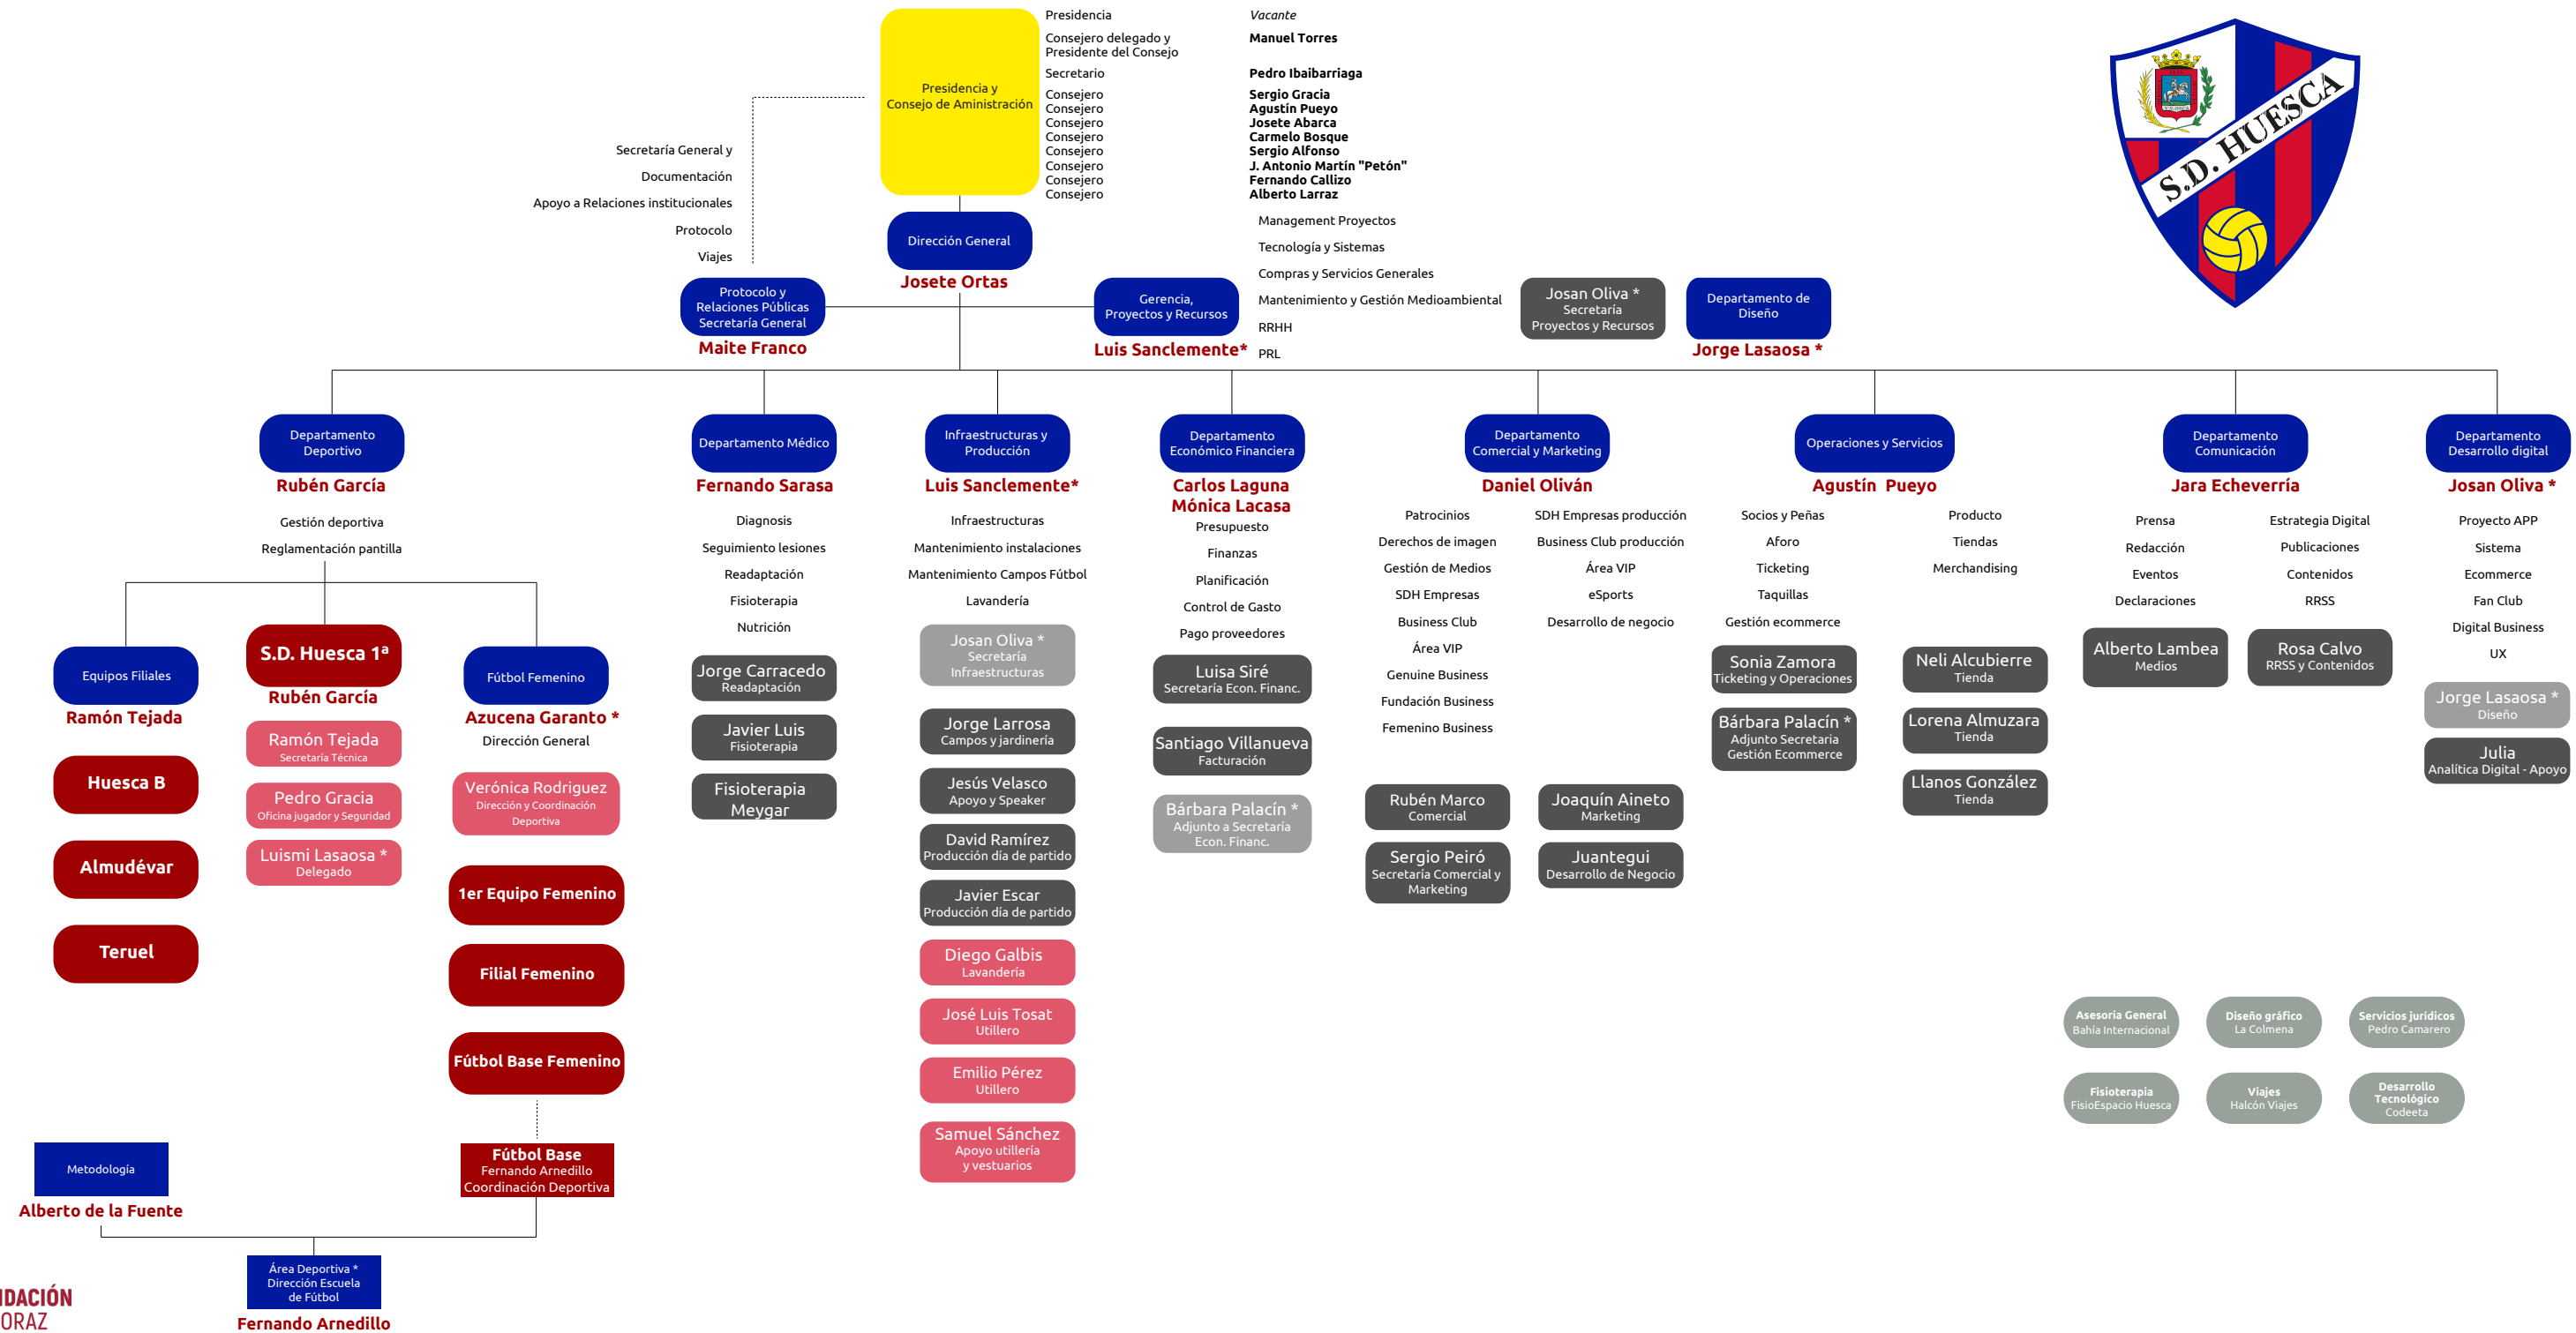 Presidencia y
Consejo de Aministración
Presidencia Vacante
Consejero delegado y
Presidente del Consejo Manuel Torres
Secretario Pedro Ibaibarriaga
Consejero Sergio Gracia
Consejero Agustín Pueyo
Consejero Josete Abarca
Consejero Carmelo Bosque
Consejero Sergio Alfonso
Consejero J. Antonio Martín "Petón"
Consejero Fernando Callizo
Consejero Alberto Larraz
S.D. HUESCA
Secretaría General y
Documentación
Apoyo a Relaciones institucionales
Protocolo
Viajes
Dirección General
Josete Ortas
Protocolo y
Relaciones Públicas
Secretaría General
Maite Franco
Gerencia,
Proyectos y Recursos
Luis Sanclemente*
Management Proyectos
Tecnología y Sistemas
Compras y Servicios Generales
Mantenimiento y Gestión Medioambiental
RRHH
PRL
Josan Oliva *
Secretaría
Proyectos y Recursos
Departamento de
Diseño
Jorge Lasaosa *
Departamento
Deportivo
Rubén García
Gestión deportiva
Reglamentación pantilla
Equipos Filiales
Ramón Tejada
Huesca B
Almudévar
Teruel
S.D. Huesca 1ª
Rubén García
Ramón Tejada
Secretaría Técnica
Pedro Gracia
Oficina jugador y Seguridad
Luismi Lasaosa *
Delegado
Fútbol Femenino
Azucena Garanto *
Dirección General
Verónica Rodriguez
Dirección y Coordinación
Deportiva
1er Equipo Femenino
Filial Femenino
Fútbol Base Femenino
Fútbol Base
Fernando Arnedillo
Coordinación Deportiva
Metodología
Alberto de la Fuente
Área Deportiva *
Dirección Escuela
de Fútbol
Fernando Arnedillo
IDACIÓN
ORAZ
Departamento Médico
Fernando Sarasa
Diagnosis
Seguimiento lesiones
Readaptación
Fisioterapia
Nutrición
Jorge Carracedo
Readaptación
Javier Luis
Fisioterapia
Fisioterapia
Meygar
Infraestructuras y
Producción
Luis Sanclemente*
Infraestructuras
Mantenimiento instalaciones
Mantenimiento Campos Fútbol
Lavandería
Josan Oliva *
Secretaría
Infraestructuras
Jorge Larrosa
Campos y jardinería
Jesús Velasco
Apoyo y Speaker
David Ramírez
Producción día de partido
Javier Escar
Producción día de partido
Diego Galbis
Lavandería
José Luis Tosat
Utillero
Emilio Pérez
Utillero
Samuel Sánchez
Apoyo utillería
y vestuarios
Departamento
Económico Financiera
Carlos Laguna
Mónica Lacasa
Presupuesto
Finanzas
Planificación
Control de Gasto
Pago proveedores
Luisa Siré
Secretaría Econ. Financ.
Santiago Villanueva
Facturación
Bárbara Palacín *
Adjunto a Secretaría
Econ. Financ.
Departamento
Comercial y Marketing
Daniel Oliván
Patrocinios
Derechos de imagen
Gestión de Medios
SDH Empresas
Business Club
Área VIP
Genuine Business
Fundación Business
Femenino Business
SDH Empresas producción
Business Club producción
Área VIP
eSports
Desarrollo de negocio
Rubén Marco
Comercial
Sergio Peiró
Secretaría Comercial y
Marketing
Joaquín Aineto
Marketing
Juantegui
Desarrollo de Negocio
Operaciones y Servicios
Agustín Pueyo
Socios y Peñas
Aforo
Ticketing
Taquillas
Gestión ecommerce
Sonia Zamora
Ticketing y Operaciones
Bárbara Palacín *
Adjunto Secretaria
Gestión Ecommerce
Producto
Tiendas
Merchandising
Neli Alcubierre
Tienda
Lorena Almuzara
Tienda
Llanos González
Tienda
Departamento
Comunicación
Jara Echeverría
Prensa
Redacción
Eventos
Declaraciones
Alberto Lambea
Medios
Estrategia Digital
Publicaciones
Contenidos
RRSS
Rosa Calvo
RRSS y Contenidos
Departamento
Desarrollo digital
Josan Oliva *
Proyecto APP
Sistema
Ecommerce
Fan Club
Digital Business
UX
Jorge Lasaosa *
Diseño
Julia
Analítica Digital - Apoyo
Asesoria General
Bahía Internacional
Diseño gráfico
La Colmena
Servicios jurídicos
Pedro Camarero
Fisioterapia
FisioEspacio Huesca
Viajes
Halcón Viajes
Desarrollo
Tecnológico
Codeeta